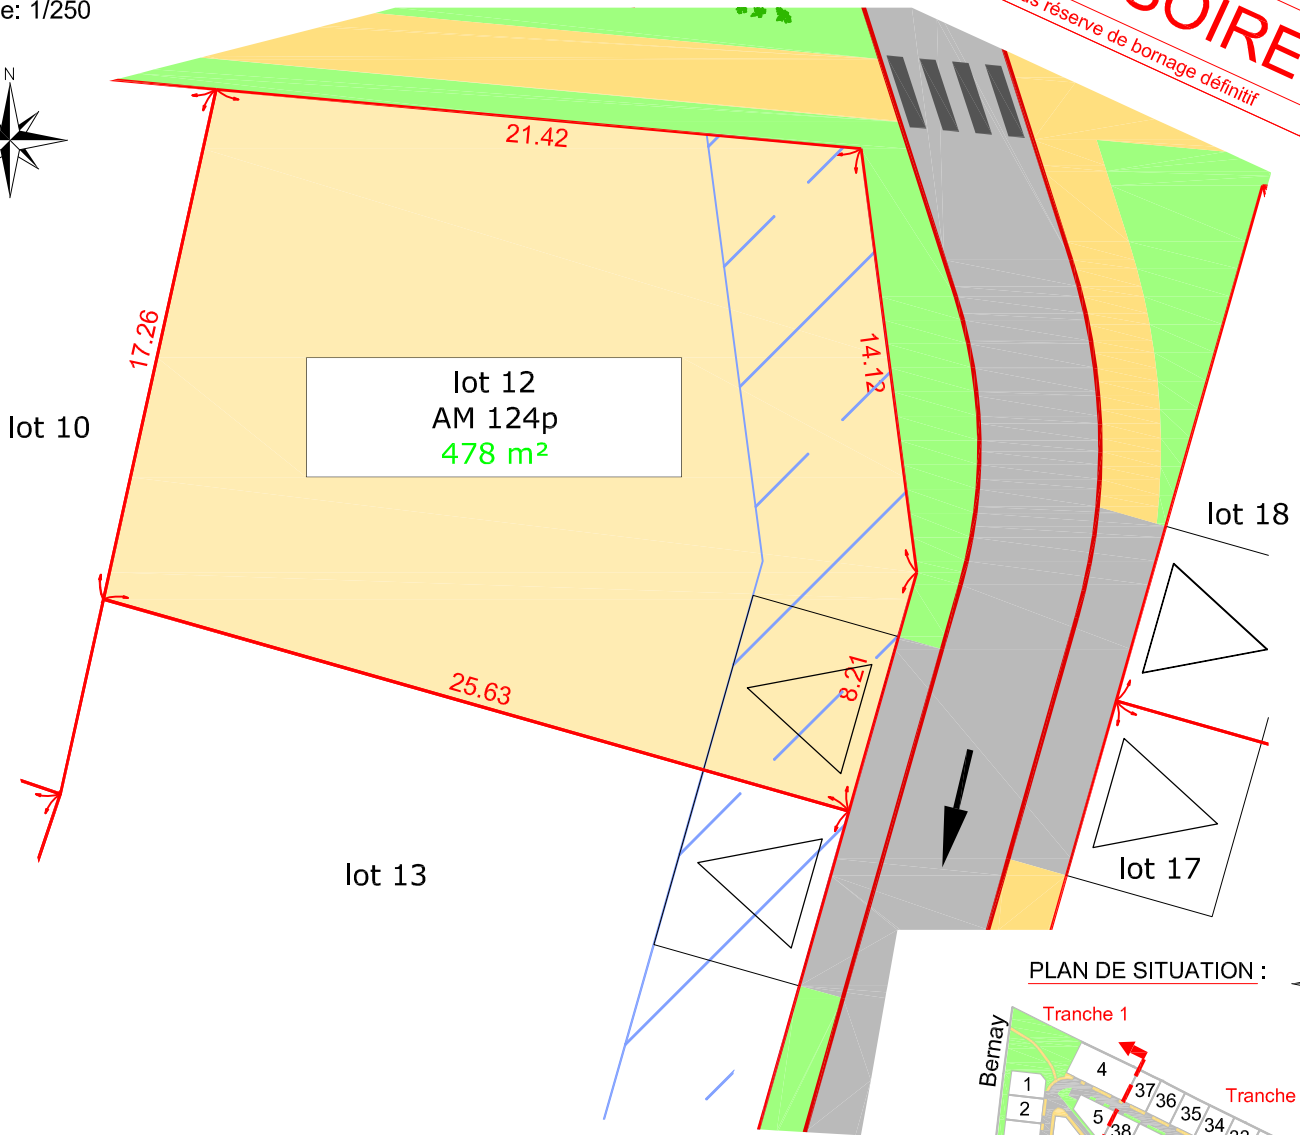 e: 1/250
SOIRE
réserve de bornage définitif
N
21.42
17.26
14.12
lot 12
AM 124p
478 m²
lot 10
lot 18
25.63
8.21
lot 13
lot 17
PLAN DE SITUATION :
Tranche 1
Bernay
4
1
37
36
Tranche
2
5
35
34
38